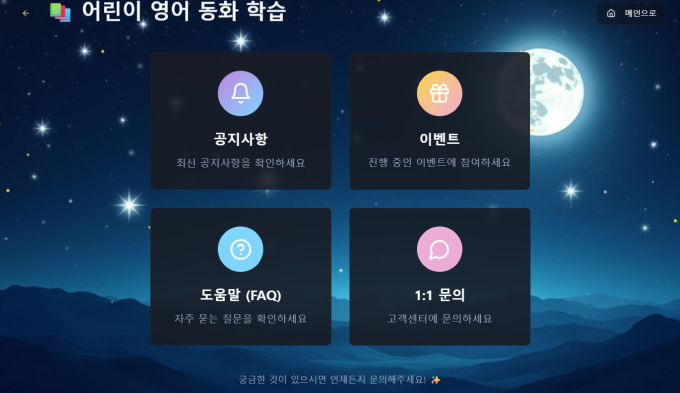 어린이 영어 동화 학습
메인으로
공지사항
최신 공지사항을 확인하세요
이벤트
진행 중인 이벤트에 참여하세요
도움말 (FAQ)
자주 묻는 질문을 확인하세요
1:1 문의
고객센터에 문의하세요
궁금한 것이 있으시면 언제든지 문의해주세요! ✨